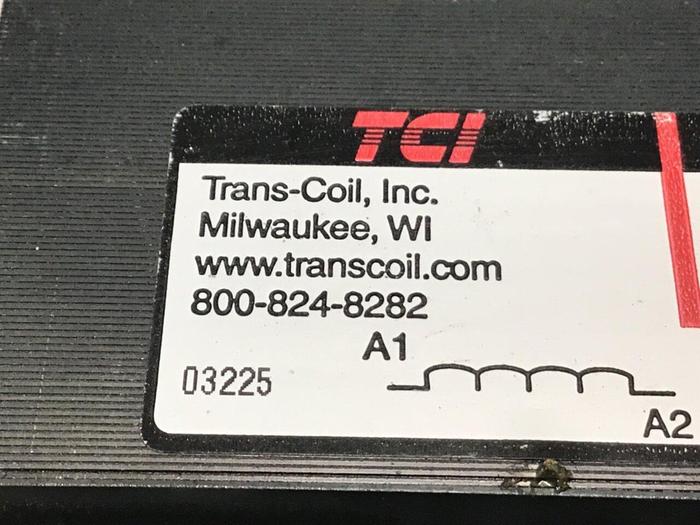 TCI
Trans-Coil, Inc.
Milwaukee, WI
www.transcoil.com
800-824-8282
A1
03225
A2